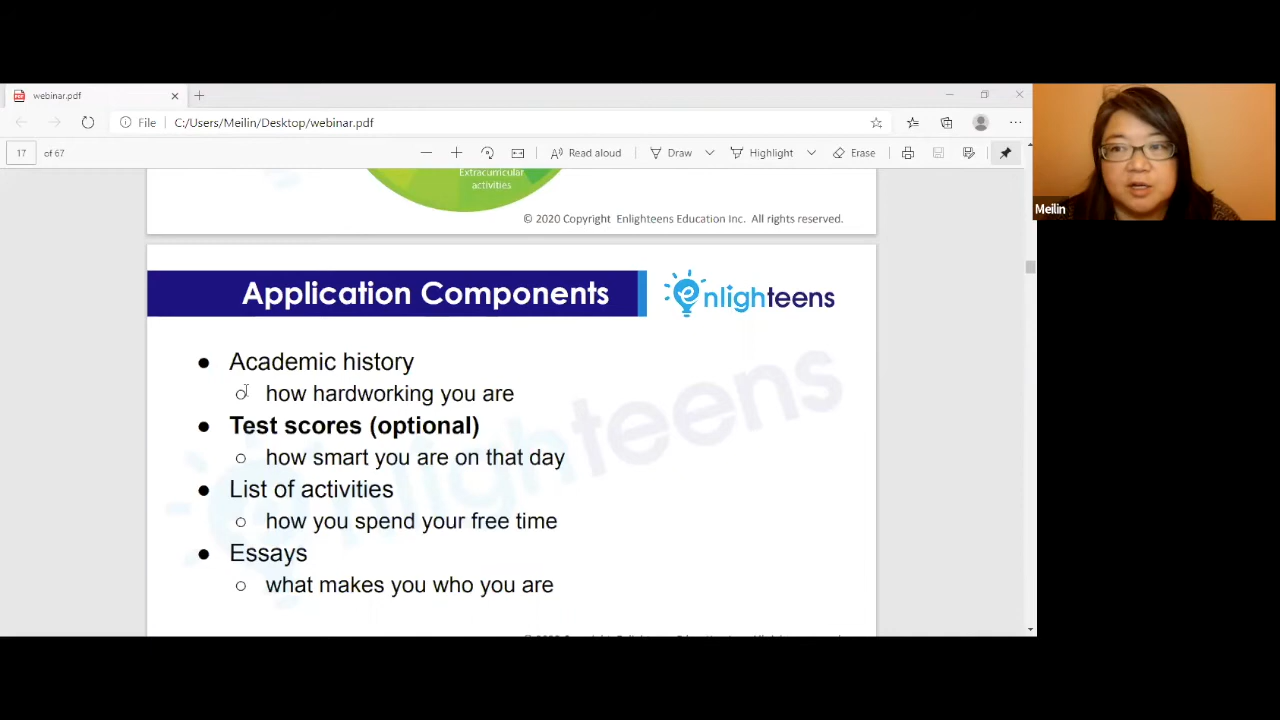 webinar.pdf
File C:/Users/Meilin/Desktop/webinar.pdf
17 of 67 Read aloud Draw Highlight Erase
Extracurricular
activities
© 2020 Copyright Enlighteens Education Inc. All rights reserved.
Application Components
enlighteens
● Academic history
○ how hardworking you are
● Test scores (optional)
○ how smart you are on that day
● List of activities
○ how you spend your free time
● Essays
○ what makes you who you are
enlighteens
Meilin